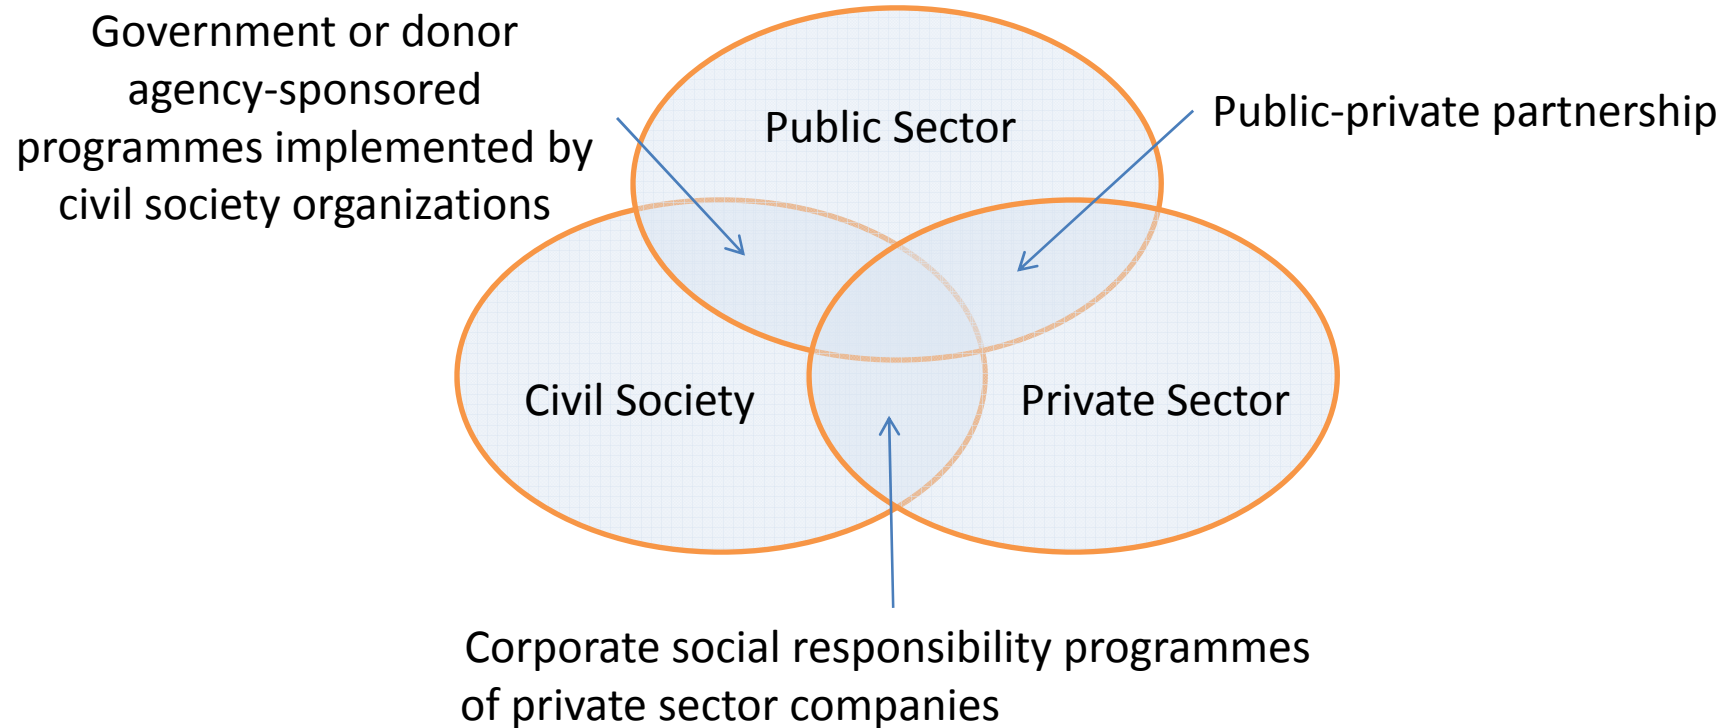 Government or donor
agency-sponsored
programmes implemented by
civil society organizations
Public Sector
Public-private partnership
Civil Society
Private Sector
Corporate social responsibility programmes
of private sector companies